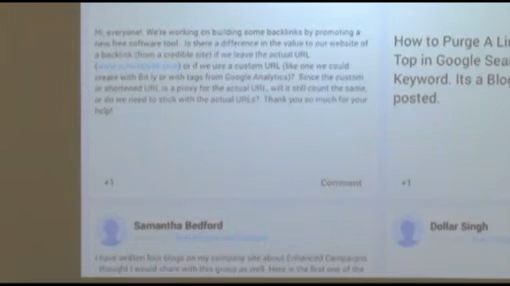 Hi, everyone! We're working on building some backlinks by promoting a
new free software tool. Is there a difference in the value to our website of
a backlink (from a credible site) if we leave the actual URL
or if we use a custom URL (like one we could
create with Bit.ly or with tags from Google Analytics)? Since the custom
or shortened URL is a proxy for the actual URL, will it still count the same,
or do we need to stick with the actual URLs? Thank you so much for your
help!
+1 Comment
Samantha Bedford
I have written four blogs on my company site about Enhanced Campaigns
thought I would share with this group as well. Here is the first one of the
How to Purge A Li
Top in Google Sea
Keyword. Its a Blo
posted.
+1
Dollar Singh